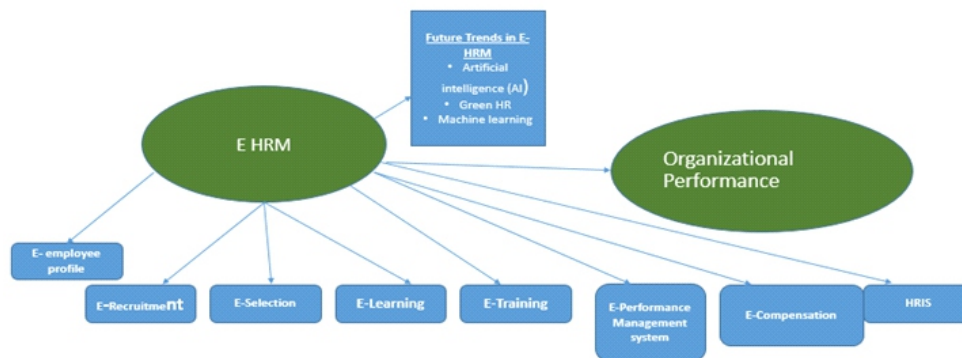 Future Trends in E-
HRM
• Artificial
intelligence (AI)
• Green HR
• Machine learning
E HRM
Organizational
Performance
E- employee
profile
E-Recruitment
E-Selection
E-Learning
E-Training
E-Performance
Management
system
E-Compensation
HRIS